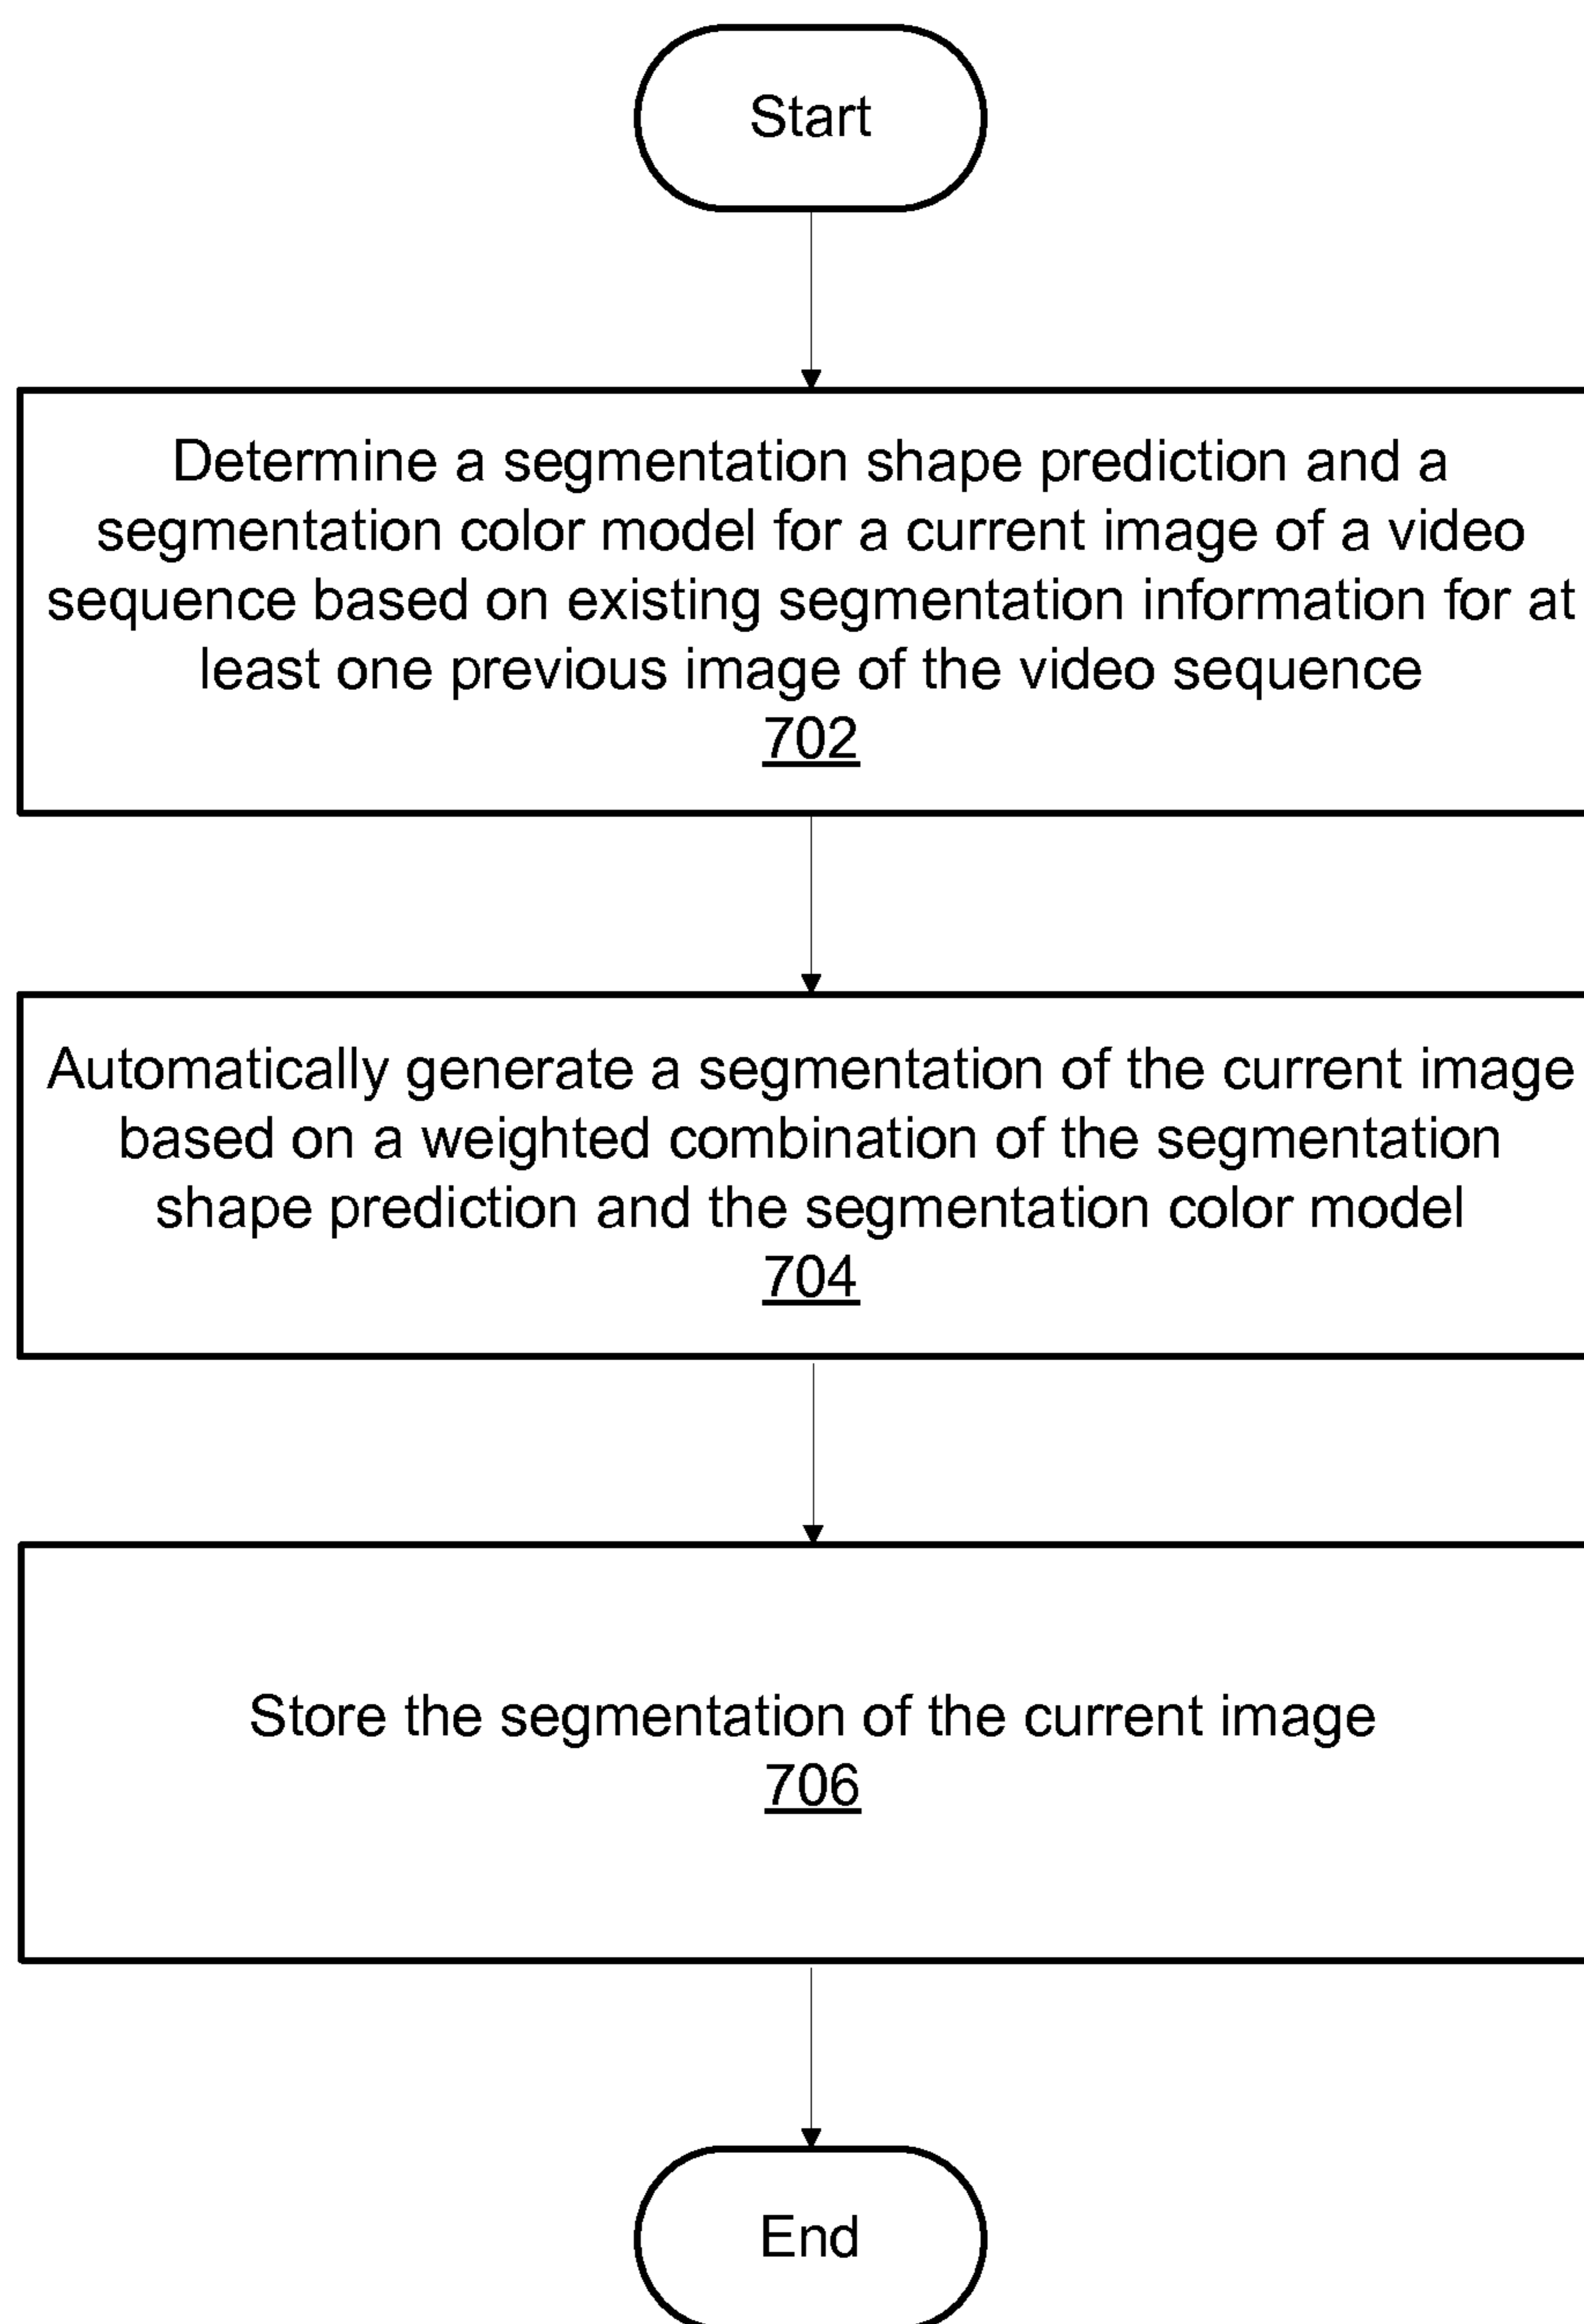 Start
Determine a segmentation shape prediction and a
segmentation color model for a current image of a video
sequence based on existing segmentation information for at
least one previous image of the video sequence
702
Automatically generate a segmentation of the current image
based on a weighted combination of the segmentation
shape prediction and the segmentation color model
704
Store the segmentation of the current image
706
End